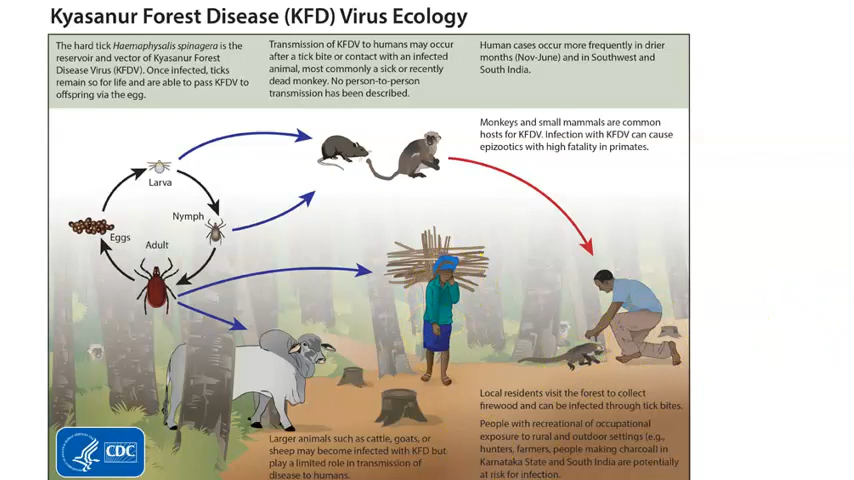 Kyasanur Forest Disease (KFD) Virus Ecology
The hard tick Haemaphysalis spinagera is the
reservoir and vector of Kyasanur Forest
Disease Virus (KFDV). Once infected, ticks
remain so for life and are able to pass KFDV to
offspring via the egg.
Transmission of KFDV to humans may occur
after a tick bite or contact with an infected
animal, most commonly a sick or recently
dead monkey. No person-to-person
transmission has been described.
Human cases occur more frequently in drier
months (Nov-June) and in Southwest and
South India.
Monkeys and small mammals are common
hosts for KFDV. Infection with KFDV can cause
epizootics with high fatality in primates.
Larva
Nymph
Eggs
Adult
Local residents visit the forest to collect
firewood and can be infected through tick bites.
People with recreational of occupational
exposure to rural and outdoor settings (e.g.,
hunters, farmers, people making charcoal) in
Karnataka State and South India are potentially
at risk for infection.
Larger animals such as cattle, goats, or
sheep may become infected with KFD but
play a limited role in transmission of
disease to humans.
CDC